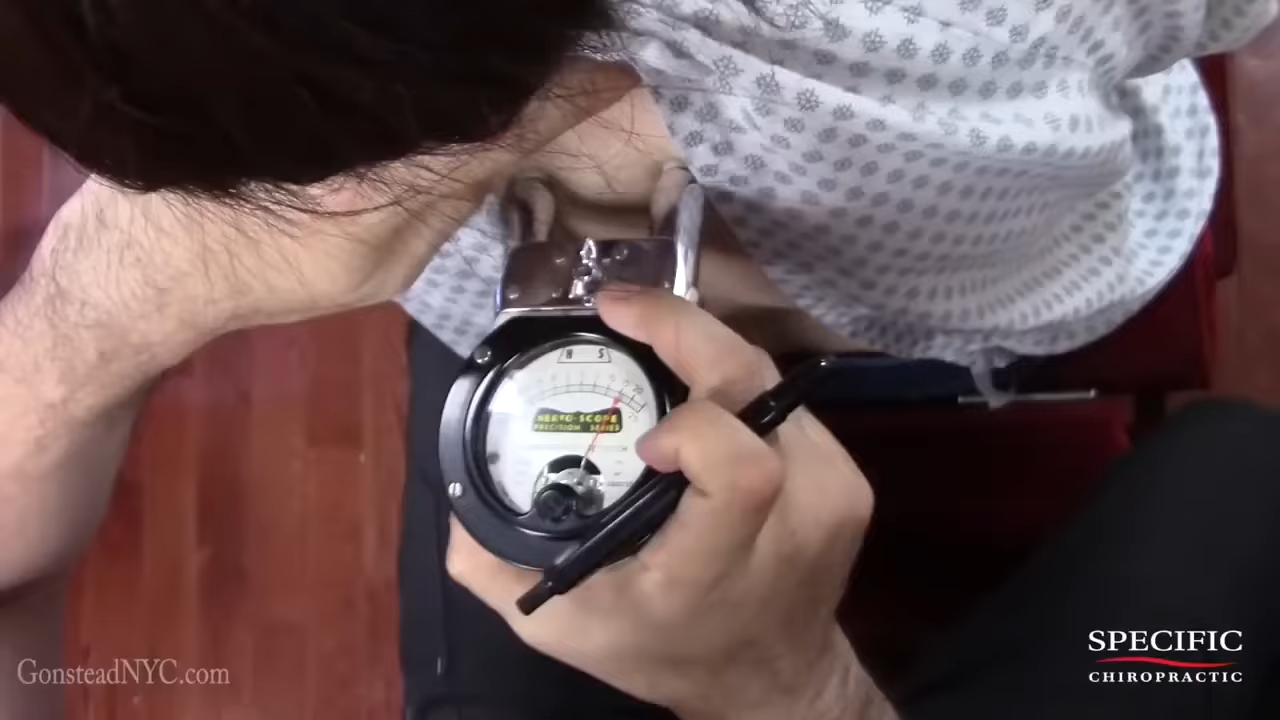 N S
NERVO-SCOPE
PRECISION SERIES
GonsteadNYC.com
SPECIFIC
CHIROPRACTIC